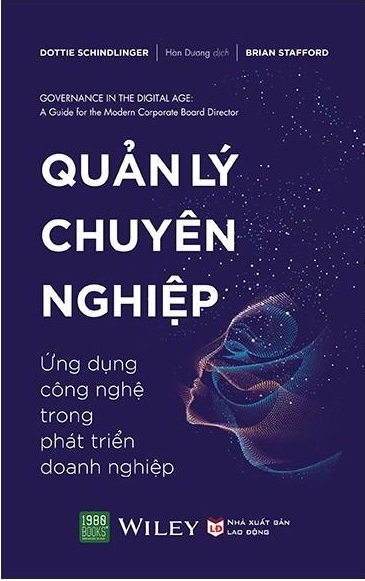 DOTTIE SCHINDLINGER | Hàn Dương dịch | BRIAN STAFFORD
GOVERNANCE IN THE DIGITAL AGE:
A Guide for the Modern Corporate Board Director
QUẢN LÝ
CHUYÊN
NGHIỆP
Ứng dụng
công nghệ
trong
phát triển
doanh nghiệp
1980
BOOKS
WILEY
LĐ
NHÀ XUẤT BẢN
LAO ĐỘNG